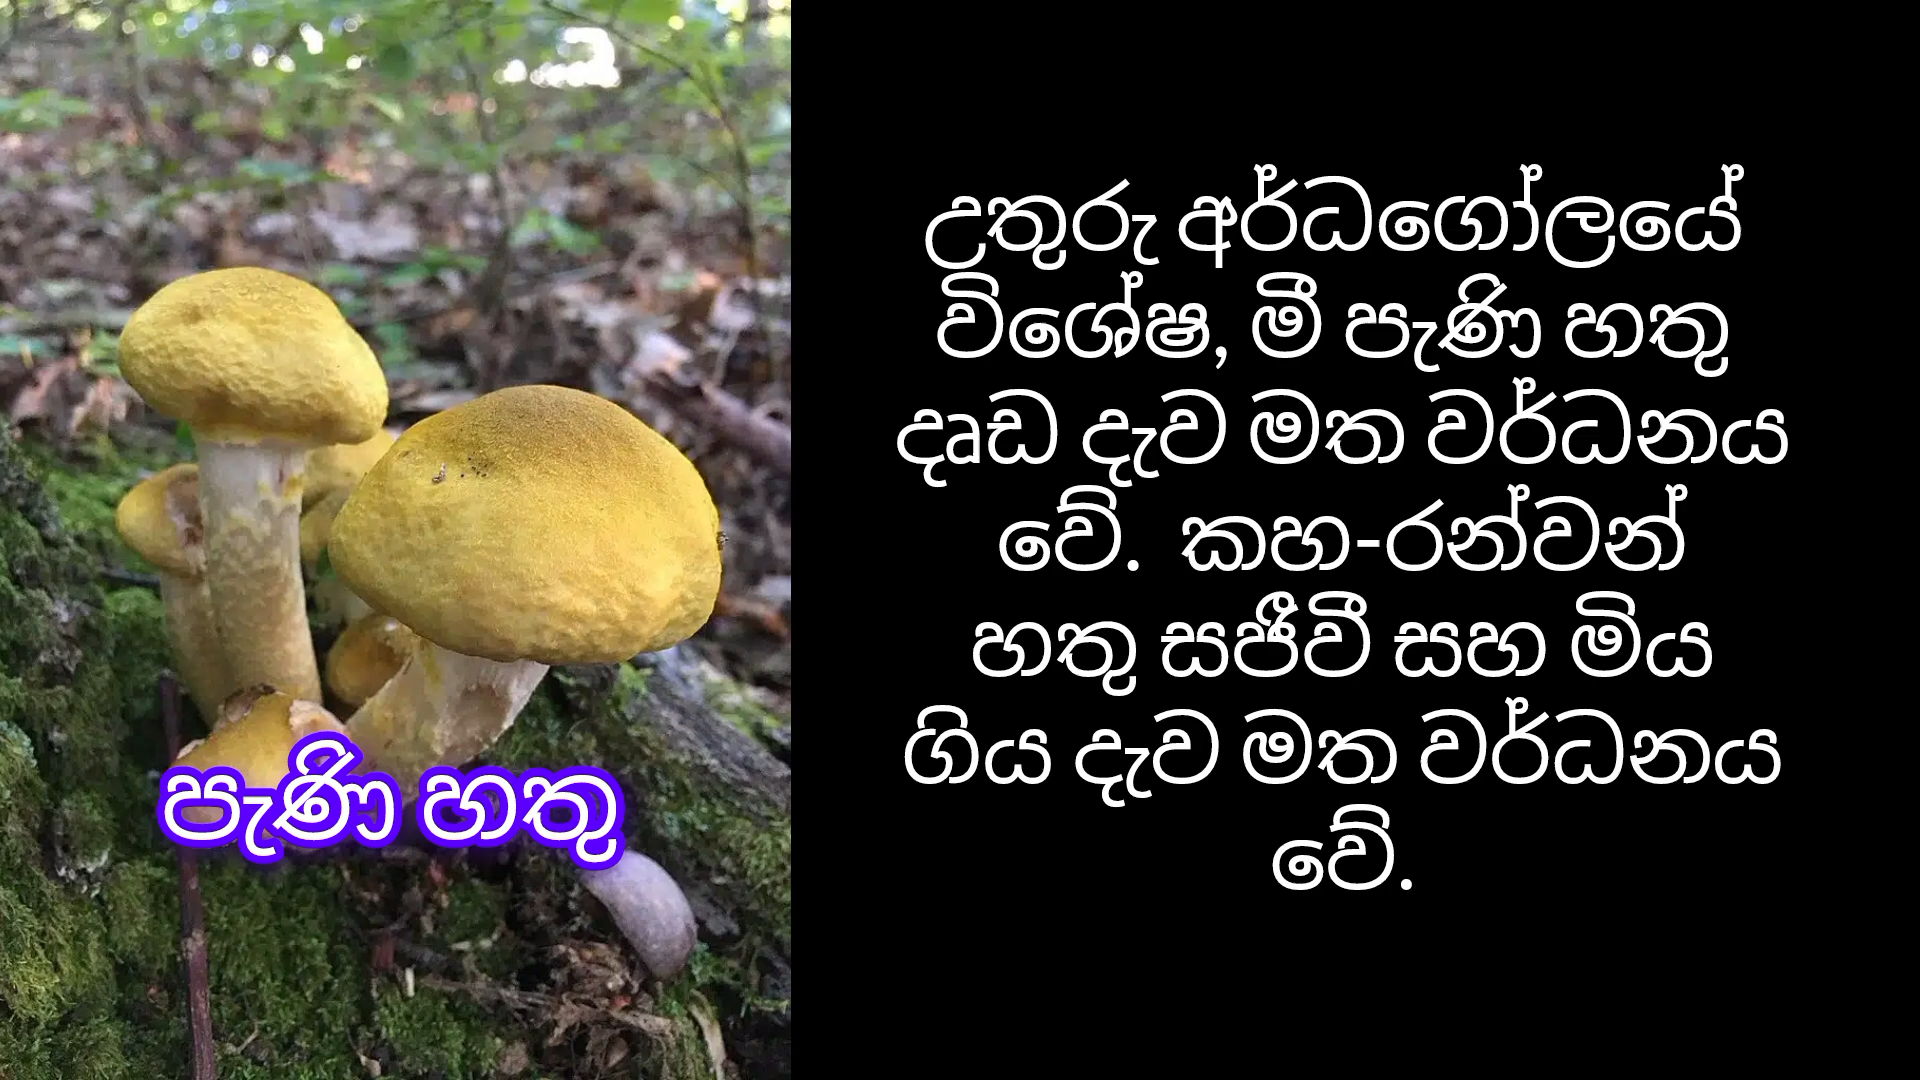 පැණි හතු
උතුරු අර්ධගෝලයේ
විශේෂ, මී පැණි හතු
දෘඩ දැව මත වර්ධනය
වේ. කහ-රන්වන්
හතු සජීවී සහ මිය
ගිය දැව මත වර්ධනය
වේ.